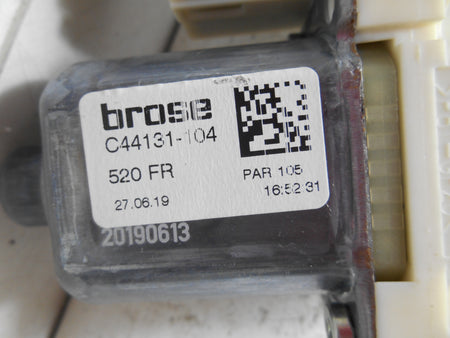 brose
C44131-104
520 FR
PAR 105
27.06.19
16:52:31
20190613